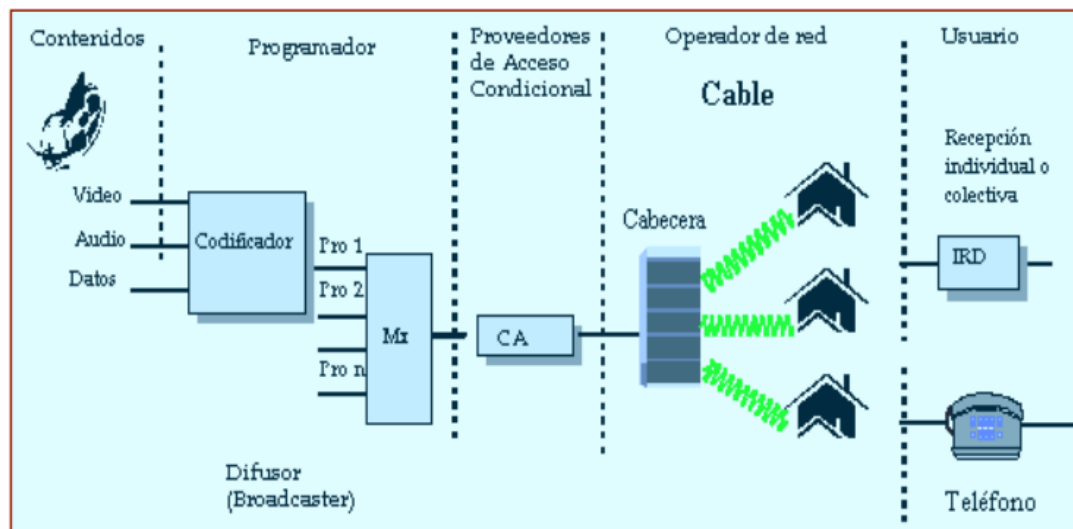 Contenidos
Programador
Proveedores
de Acceso
Condicional
Operador de red
Usuario
Cable
Recepción
individual o
colectiva
Video
Audio
Datos
Codificador
Pro 1
Pro 2
Pro n
Mx
CA
Cabecera
IRD
Difusor
(Broadcaster)
Teléfono